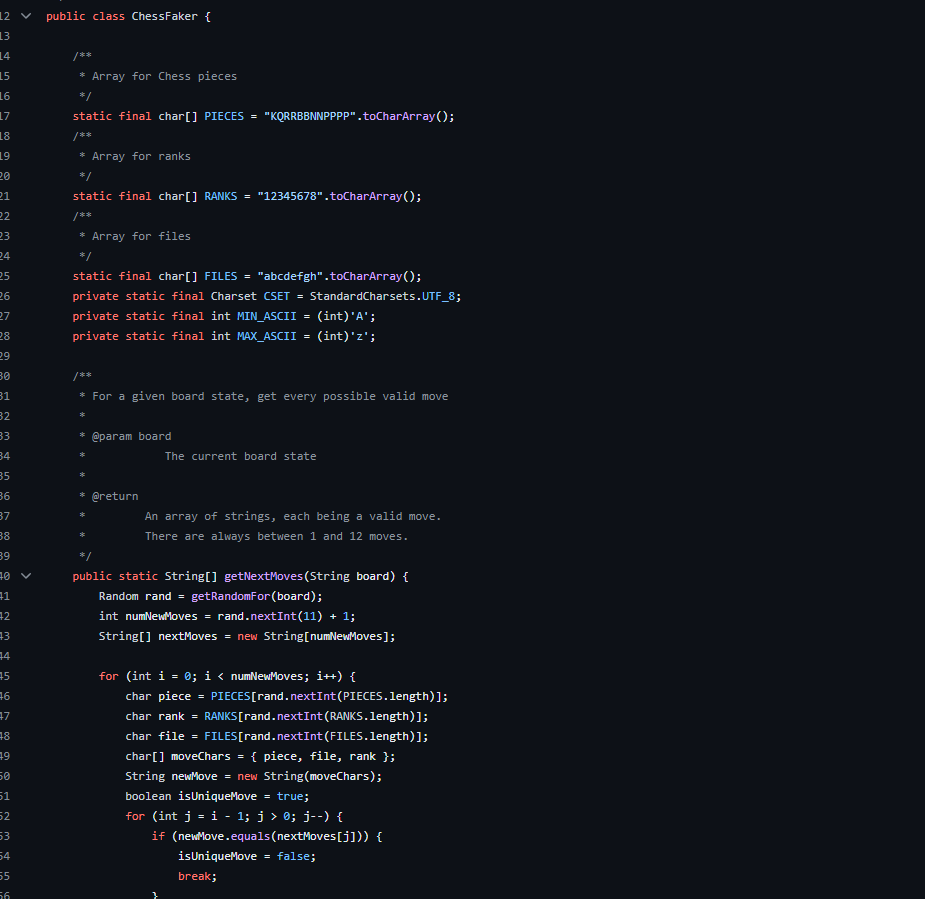 12 public class ChessFaker {
13
14 /**
15 * Array for Chess pieces
16 */
17 static final char[] PIECES = "KQRRBBNNPPPP".toCharArray();
18 /**
19 * Array for ranks
20 */
21 static final char[] RANKS = "12345678".toCharArray();
22 /**
23 * Array for files
24 */
25 static final char[] FILES = "abcdefgh".toCharArray();
26 private static final Charset CSET = StandardCharsets.UTF_8;
27 private static final int MIN_ASCII = (int)'A';
28 private static final int MAX_ASCII = (int)'z';
29
30 /**
31 * For a given board state, get every possible valid move
32 *
33 * @param board
34 * The current board state
35 *
36 * @return
37 * An array of strings, each being a valid move.
38 * There are always between 1 and 12 moves.
39 */
40 public static String[] getNextMoves(String board) {
41 Random rand = getRandomFor(board);
42 int numNewMoves = rand.nextInt(11) + 1;
43 String[] nextMoves = new String[numNewMoves];
44
45 for (int i = 0; i < numNewMoves; i++) {
46 char piece = PIECES[rand.nextInt(PIECES.length)];
47 char rank = RANKS[rand.nextInt(RANKS.length)];
48 char file = FILES[rand.nextInt(FILES.length)];
49 char[] moveChars = { piece, file, rank };
50 String newMove = new String(moveChars);
51 boolean isUniqueMove = true;
52 for (int j = i - 1; j > 0; j--) {
53 if (newMove.equals(nextMoves[j])) {
54 isUniqueMove = false;
55 break;
56 }